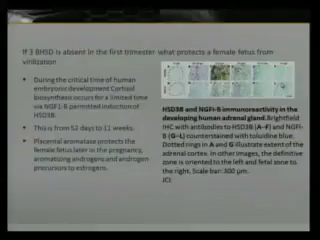 If 3 BHSD is absent in the first trimester what protects a female fetus from
virilization
During the critical time of human
embryonic development Cortisol
biosynthesis occurs for a limited time
via NGF1-B permitted induction of
HSD3B.
This is from 52 days to 11 weeks.
Placental aromatase protects the
female fetus later in the pregnancy,
aromatizing androgens and androgen
precursors to estrogens.
HSD3B and NGFI-B immunoreactivity in the
developing human adrenal gland. Brightfield
IHC with antibodies to HSD3B (A–F) and NGFI-
B (G–L) counterstained with toluidine blue.
Dotted rings in A and G illustrate extent of the
adrenal cortex. In other images, the definitive
zone is oriented to the left and fetal zone to
the right. Scale bar: 300 μm.
JCI